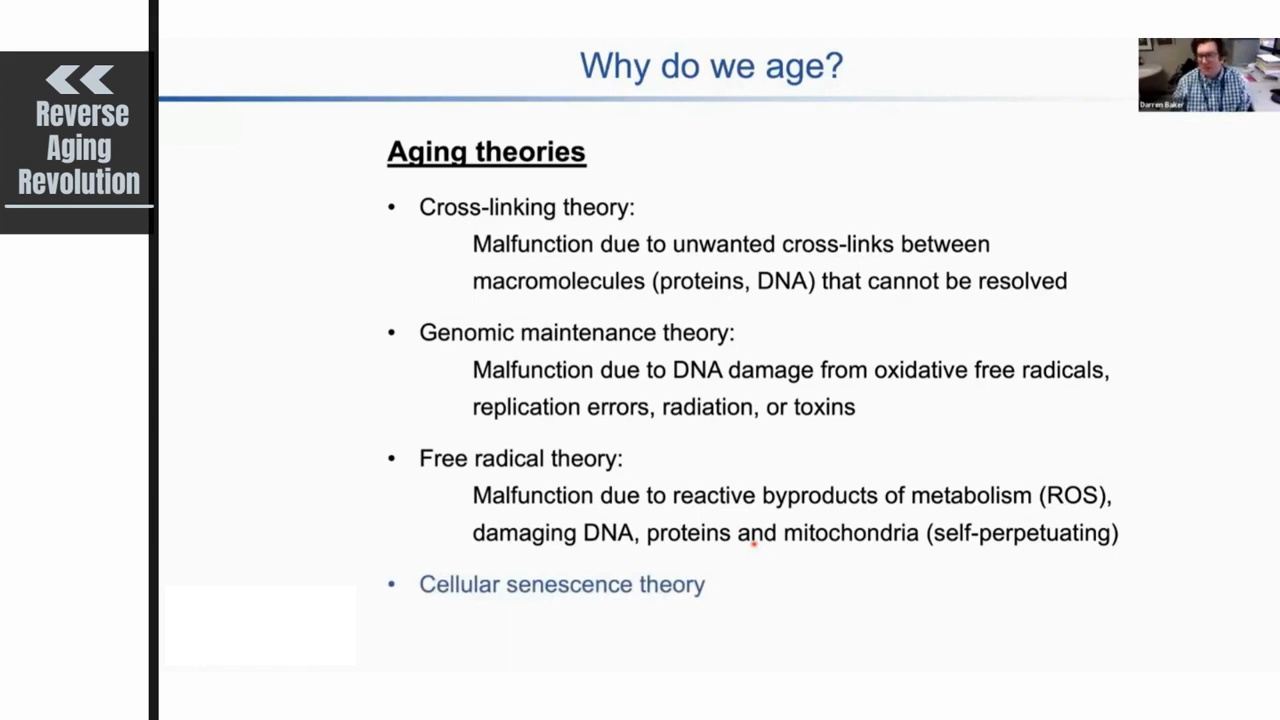 Reverse
Aging
Revolution
Why do we age?
Darren Baker
Aging theories
• Cross-linking theory:
Malfunction due to unwanted cross-links between
macromolecules (proteins, DNA) that cannot be resolved
• Genomic maintenance theory:
Malfunction due to DNA damage from oxidative free radicals,
replication errors, radiation, or toxins
• Free radical theory:
Malfunction due to reactive byproducts of metabolism (ROS),
damaging DNA, proteins and mitochondria (self-perpetuating)
• Cellular senescence theory